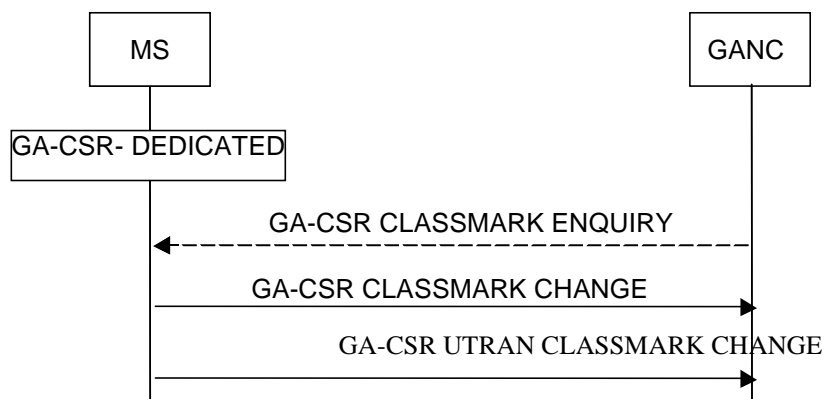 MS
GANC
GA-CSR- DEDICATED
GA-CSR CLASSMARK ENQUIRY
GA-CSR CLASSMARK CHANGE
GA-CSR UTRAN CLASSMARK CHANGE